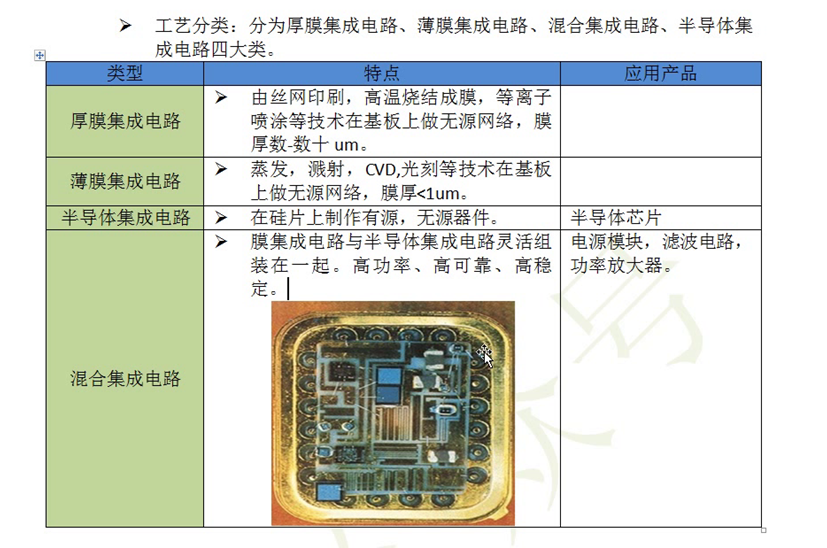 ➢ 工艺分类：分为厚膜集成电路、薄膜集成电路、混合集成电路、半导体集
成电路四大类。
类型 特点 应用产品
厚膜集成电路
➢ 由丝网印刷，高温烧结成膜，等离子
喷涂等技术在基板上做无源网络，膜
厚数-数十 um。
薄膜集成电路
➢ 蒸发，溅射，CVD,光刻等技术在基板
上做无源网络，膜厚<1um。
半导体集成电路 ➢ 在硅片上制作有源，无源器件。 半导体芯片
混合集成电路
➢ 膜集成电路与半导体集成电路灵活组
装在一起。高功率、高可靠、高稳
定。
电源模块，滤波电路，
功率放大器。